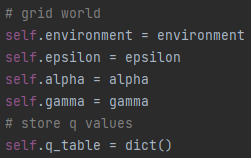 # grid world
self.environment = environment
self.epsilon = epsilon
self.alpha = alpha
self.gamma = gamma
# store q values
self.q_table = dict()